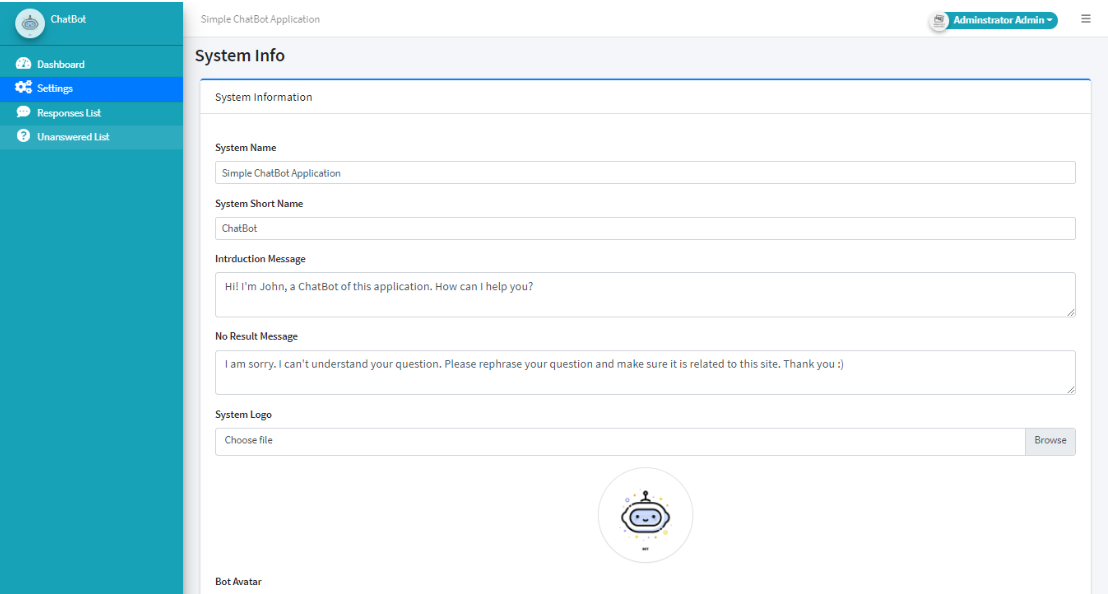 ChatBot
Simple ChatBot Application
Adminstrator Admin
System Info
Dashboard
Settings
Responses List
Unanswered List
System Information
System Name
Simple ChatBot Application
System Short Name
ChatBot
Intrduction Message
Hi! I'm John, a ChatBot of this application. How can I help you?
No Result Message
I am sorry. I can't understand your question. Please rephrase your question and make sure it is related to this site. Thank you :)
System Logo
Choose file
Browse
BOT
Bot Avatar